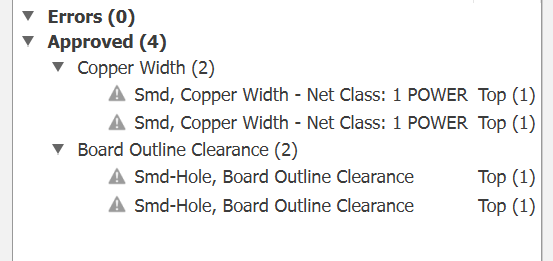 Errors (0)
Approved (4)
Copper Width (2)
Smd, Copper Width - Net Class: 1 POWER Top (1)
Smd, Copper Width - Net Class: 1 POWER Top (1)
Board Outline Clearance (2)
Smd-Hole, Board Outline Clearance Top (1)
Smd-Hole, Board Outline Clearance Top (1)